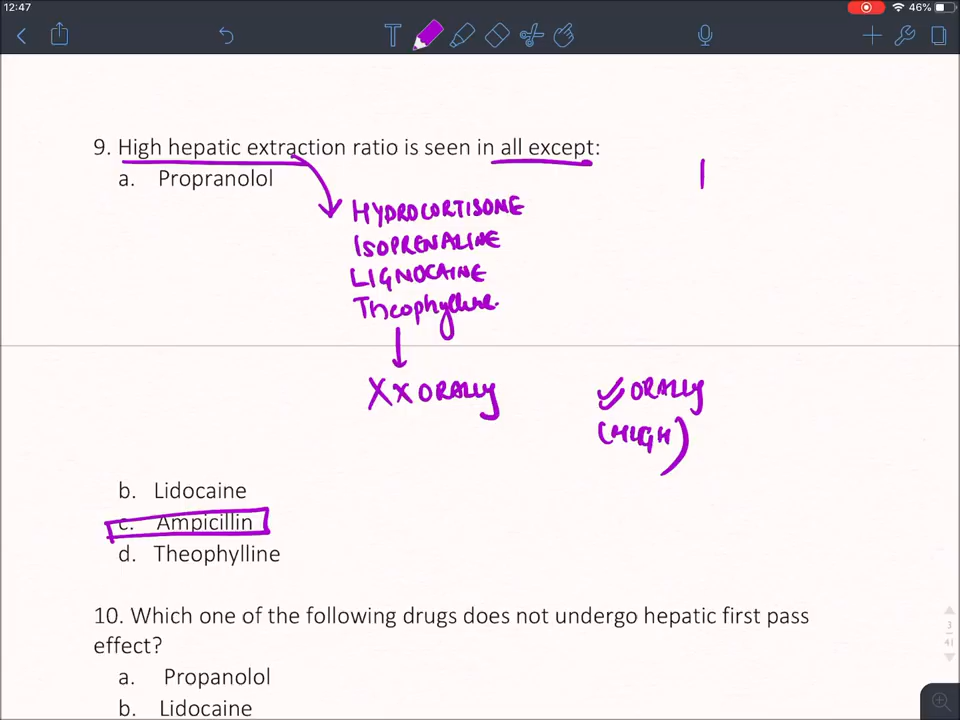 12:47
46%
T
9. High hepatic extraction ratio is seen in all except:
a. Propranolol
HYDROCORTISONE
ISOPRENALINE
LIGNOCAINE
Theophylline.
XX ORALLY
ORALLY
(HIGH)
b. Lidocaine
c. Ampicillin
d. Theophylline
10. Which one of the following drugs does not undergo hepatic first pass
effect?
a. Propanolol
b. Lidocaine
3
41